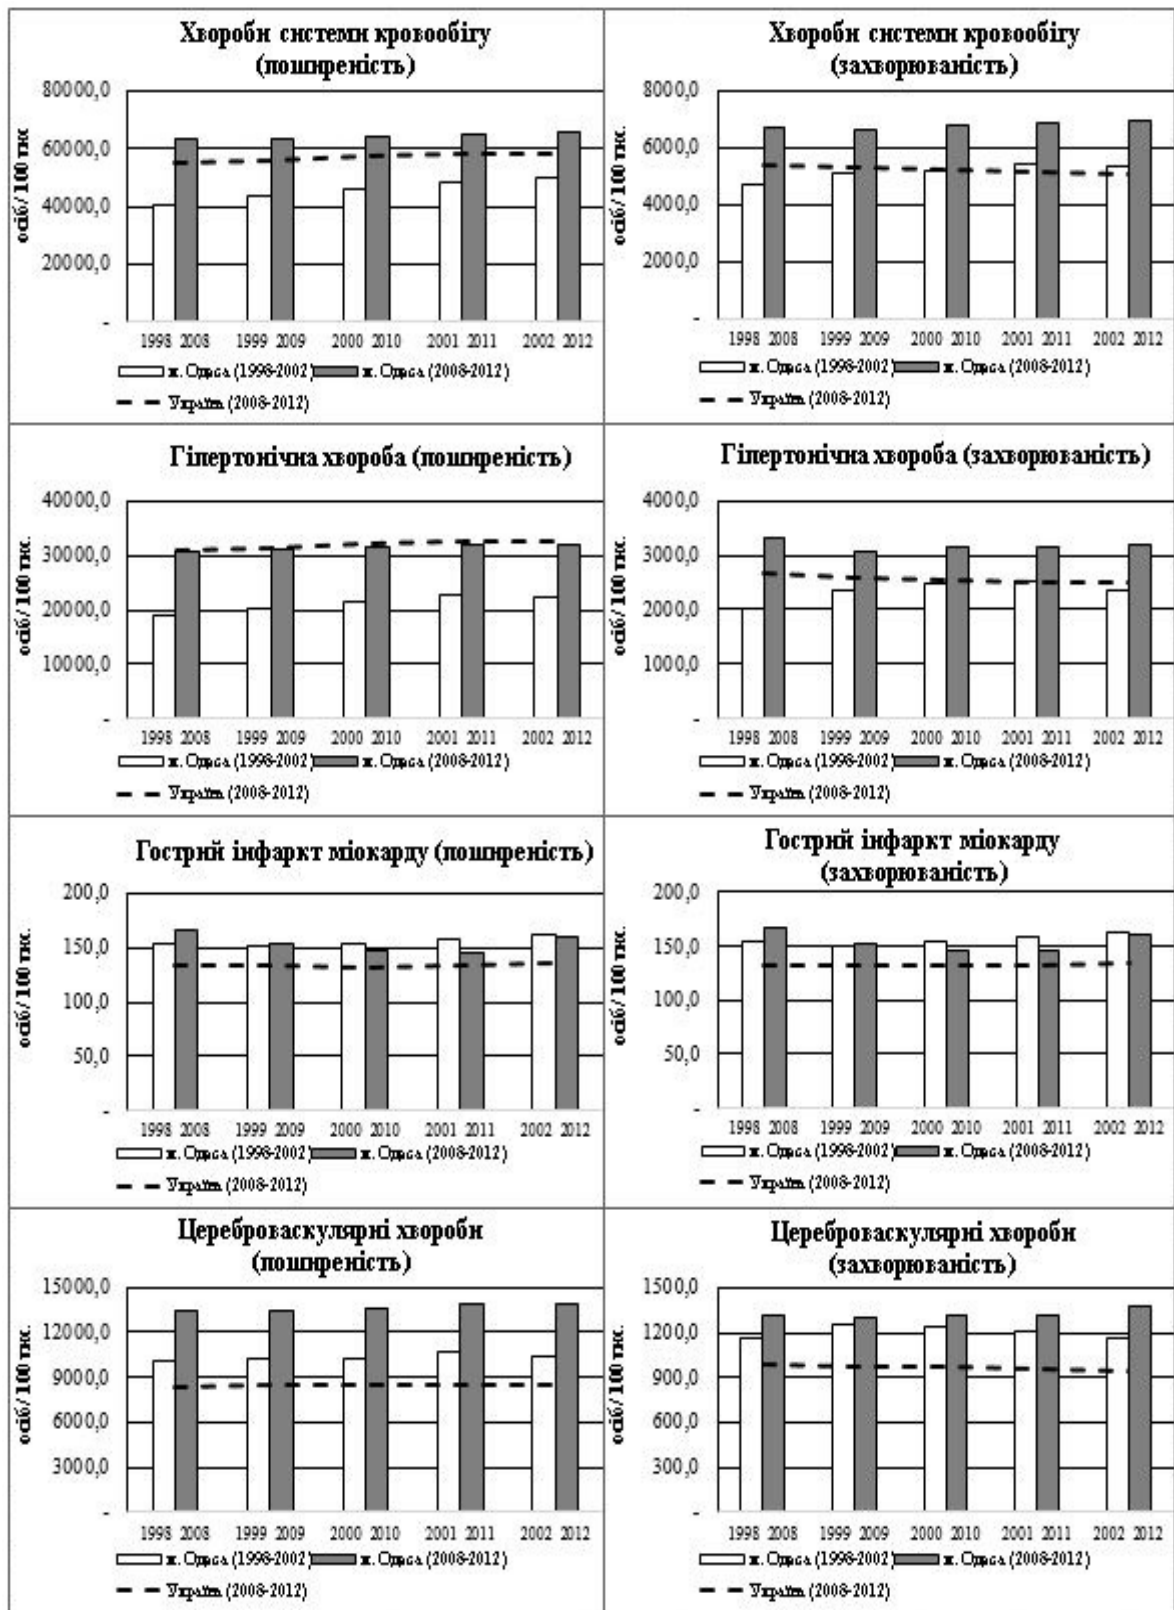 Хвороби системи кровообігу
(поширеність)
осіб/ 100 тис
80000,0
60000,0
40000,0
20000,0
-
1998 2008 1999 2009 2000 2010 2001 2011 2002 2012
м. Одеса (1998-2002) м. Одеса (2008-2012)
Україна (2008-2012)
Хвороби системи кровообігу
(захворюваність)
осіб/ 100 тис.
8000,0
6000,0
4000,0
2000,0
-
1998 2008 1999 2009 2000 2010 2001 2011 2002 2012
м. Одеса (1998-2002) м. Одеса (2008-2012)
Україна (2008-2012)
Гіпертонічна хвороба (поширеність)
осіб/ 100 тис.
40000,0
30000,0
20000,0
10000,0
-
1998 2008 1999 2009 2000 2010 2001 2011 2002 2012
м. Одеса (1998-2002) м. Одеса (2008-2012)
Україна (2008-2012)
Гіпертонічна хвороба (захворюваність)
осіб/ 100 тис.
4000,0
3000,0
2000,0
1000,0
-
1998 2008 1999 2009 2000 2010 2001 2011 2002 2012
м. Одеса (1998-2002) м. Одеса (2008-2012)
Україна (2008-2012)
Гострий інфаркт міокарду (поширеність)
осіб/ 100 тис.
200,0
150,0
100,0
50,0
-
1998 2008 1999 2009 2000 2010 2001 2011 2002 2012
м. Одеса (1998-2002) м. Одеса (2008-2012)
Україна (2008-2012)
Гострий інфаркт міокарду
(захворюваність)
осіб/ 100 тис.
200,0
150,0
100,0
50,0
-
1998 2008 1999 2009 2000 2010 2001 2011 2002 2012
м. Одеса (1998-2002) м. Одеса (2008-2012)
Україна (2008-2012)
Цереброваскулярні хвороби
(поширеність)
осіб/ 100 тис.
15000,0
12000,0
9000,0
6000,0
3000,0
-
1998 2008 1999 2009 2000 2010 2001 2011 2002 2012
м. Одеса (1998-2002) м. Одеса (2008-2012)
Україна (2008-2012)
Цереброваскулярні хвороби
(захворюваність)
осіб/ 100 тис.
1500,0
1200,0
900,0
600,0
300,0
-
1998 2008 1999 2009 2000 2010 2001 2011 2002 2012
м. Одеса (1998-2002) м. Одеса (2008-2012)
Україна (2008-2012)